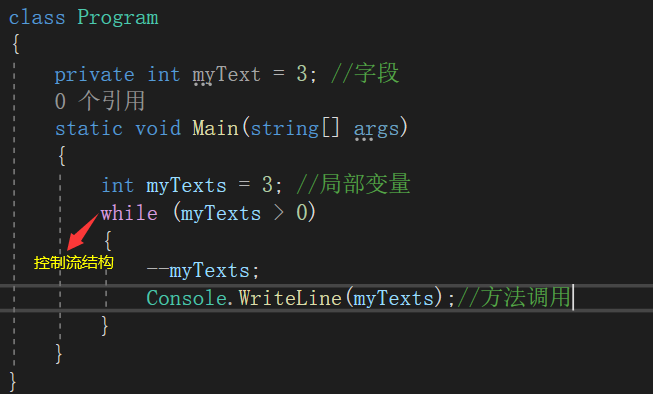 class Program
{
private int myText = 3; //字段
0 个引用
static void Main(string[] args)
{
int myTexts = 3; //局部变量
while (myTexts > 0)
{
控制流结构
--myTexts;
Console.WriteLine(myTexts);//方法调用
}
}
}